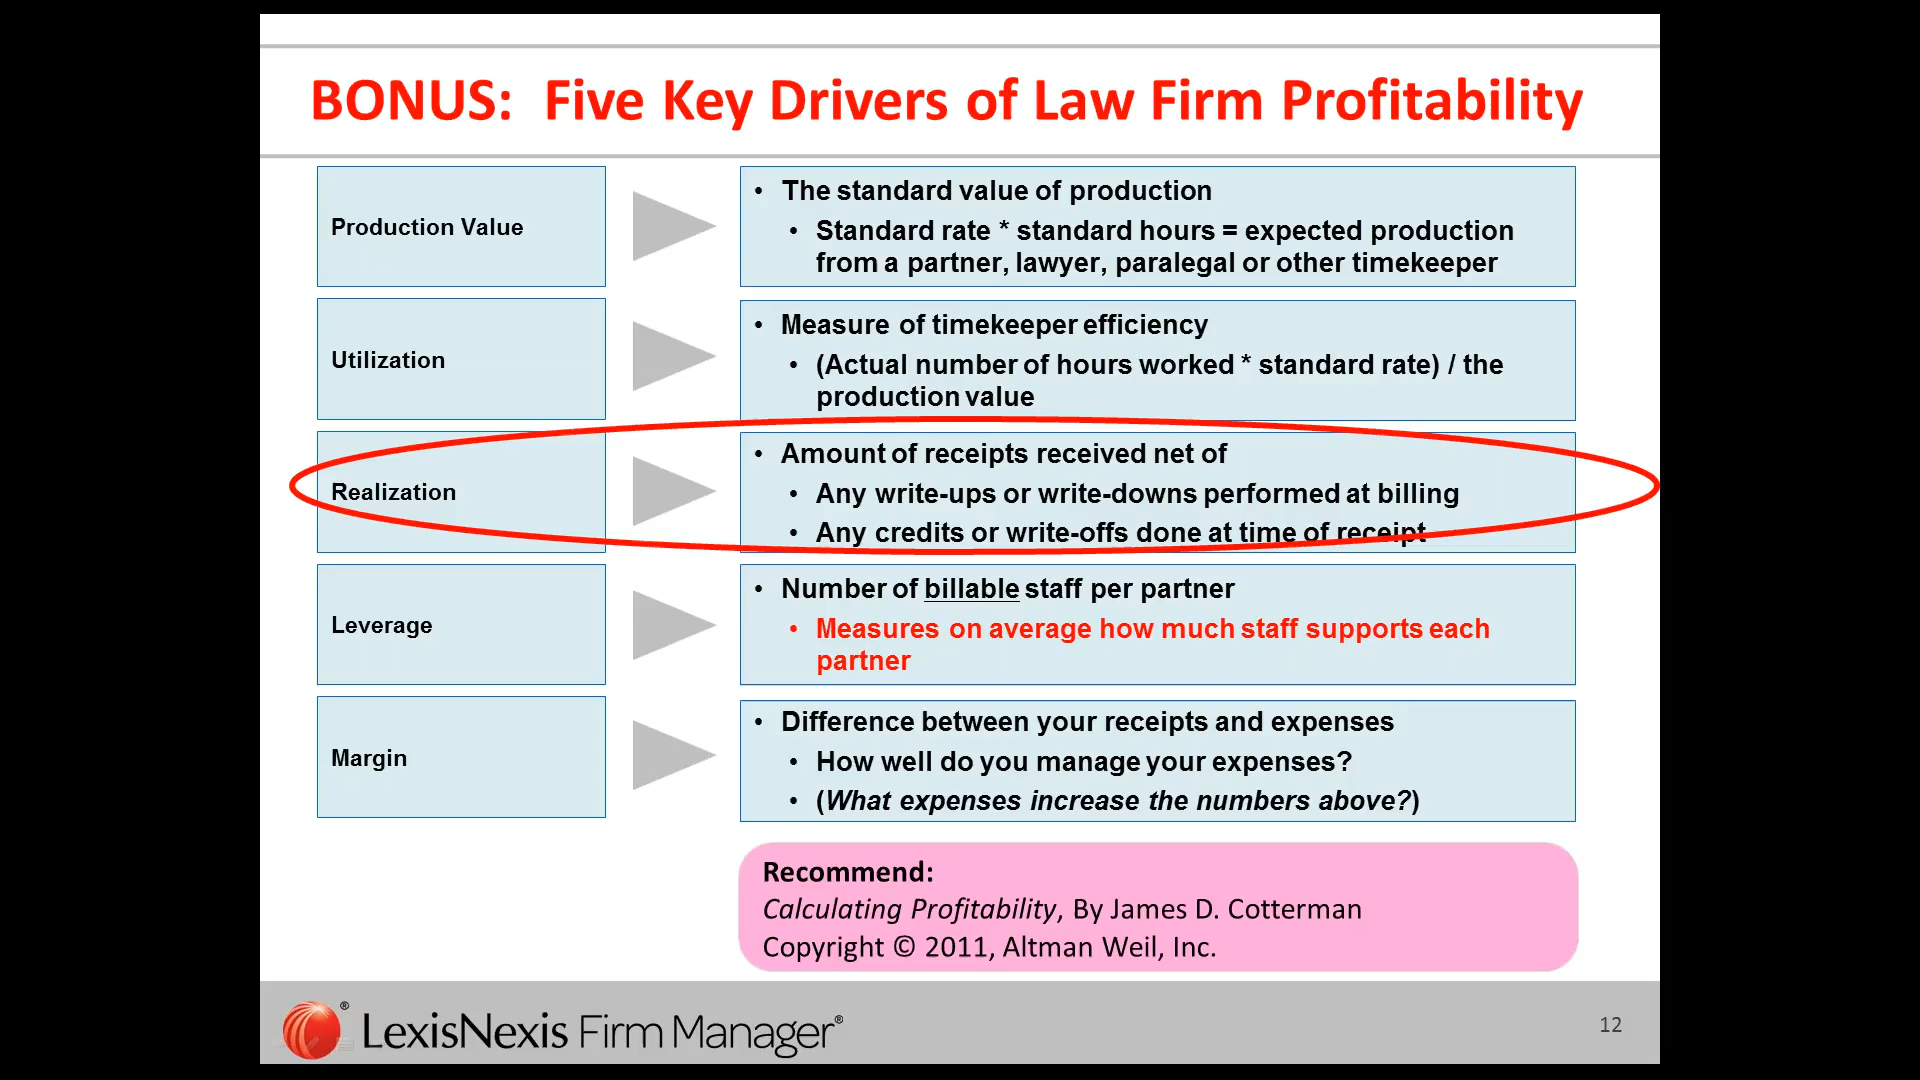 BONUS:  Five Key Drivers of Law Firm Profitability
Production Value
• The standard value of production
• Standard rate * standard hours = expected production
from a partner, lawyer, paralegal or other timekeeper
Utilization
• Measure of timekeeper efficiency
• (Actual number of hours worked * standard rate) / the
production value
Realization
• Amount of receipts received net of
• Any write-ups or write-downs performed at billing
• Any credits or write-offs done at time of receipt
Leverage
• Number of billable staff per partner
• Measures on average how much staff supports each
partner
Margin
• Difference between your receipts and expenses
• How well do you manage your expenses?
• (What expenses increase the numbers above?)
Recommend:
Calculating Profitability, By James D. Cotterman
Copyright © 2011, Altman Weil, Inc.
® LexisNexis Firm Manager®
12